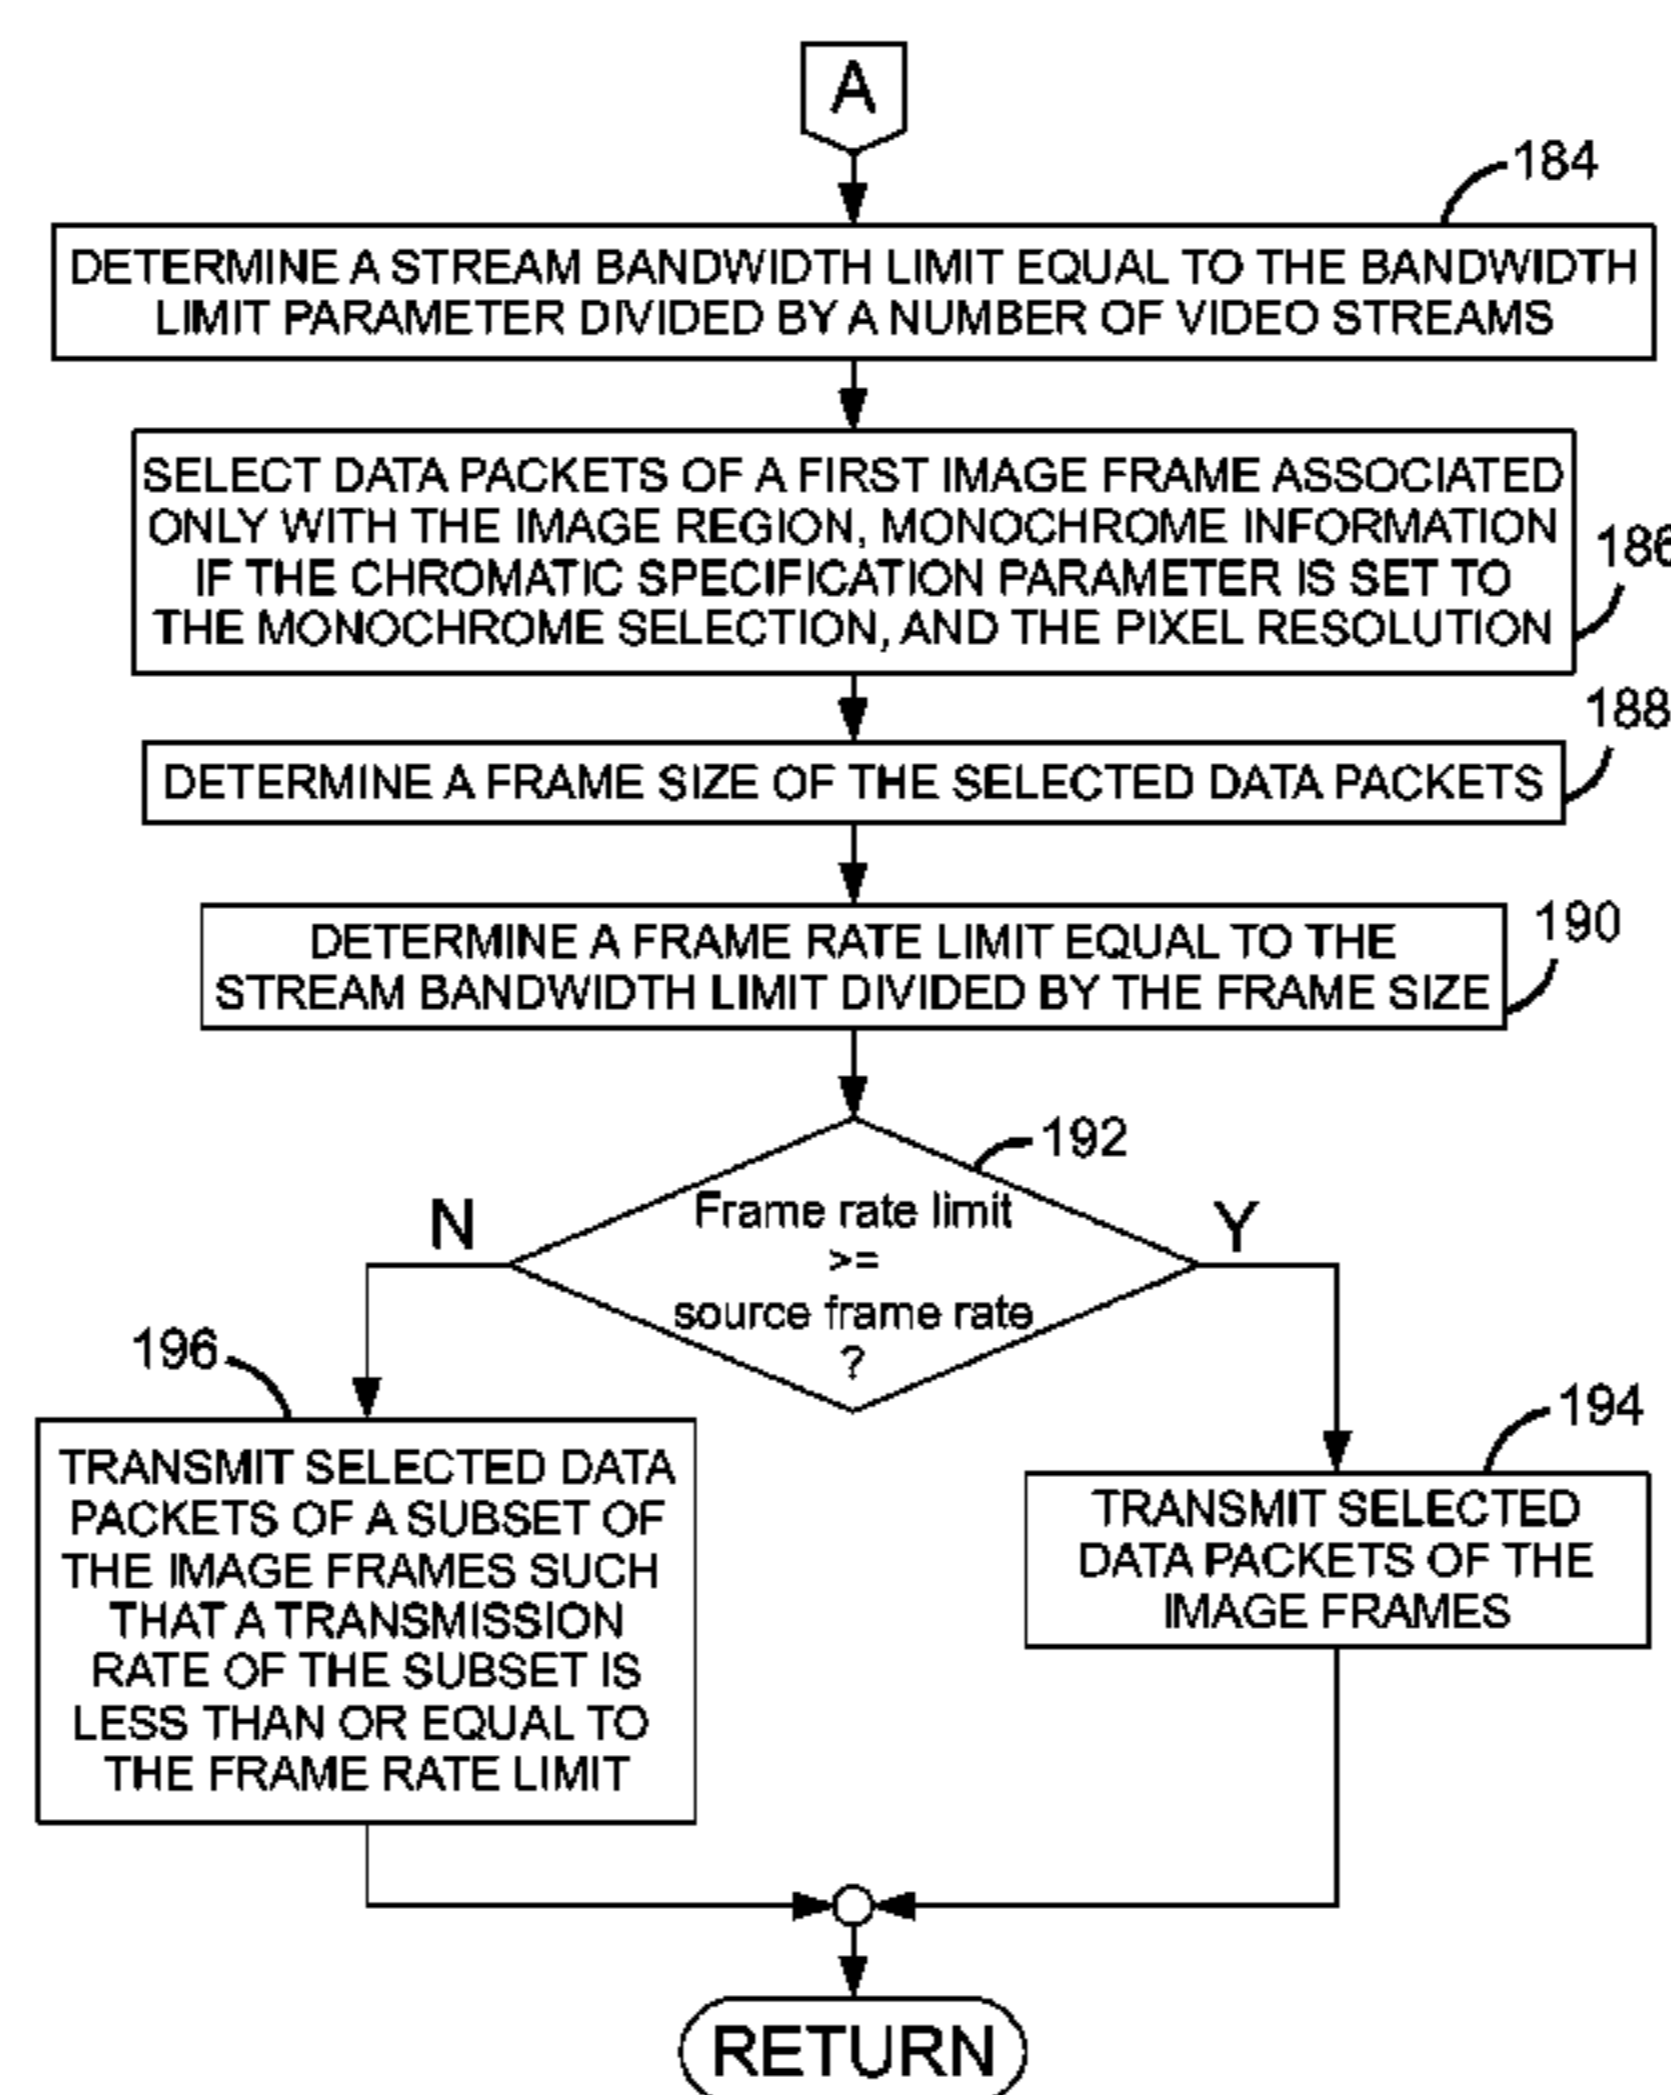 A
184
DETERMINE A STREAM BANDWIDTH LIMIT EQUAL TO THE BANDWIDTH
LIMIT PARAMETER DIVIDED BY A NUMBER OF VIDEO STREAMS
SELECT DATA PACKETS OF A FIRST IMAGE FRAME ASSOCIATED
ONLY WITH THE IMAGE REGION, MONOCHROME INFORMATION
IF THE CHROMATIC SPECIFICATION PARAMETER IS SET TO
THE MONOCHROME SELECTION, AND THE PIXEL RESOLUTION
186
188
DETERMINE A FRAME SIZE OF THE SELECTED DATA PACKETS
190
DETERMINE A FRAME RATE LIMIT EQUAL TO THE
STREAM BANDWIDTH LIMIT DIVIDED BY THE FRAME SIZE
192
N
Y
Frame rate limit
>=
source frame rate
?
196
TRANSMIT SELECTED DATA
PACKETS OF A SUBSET OF
THE IMAGE FRAMES SUCH
THAT A TRANSMISSION
RATE OF THE SUBSET IS
LESS THAN OR EQUAL TO
THE FRAME RATE LIMIT
194
TRANSMIT SELECTED
DATA PACKETS OF THE
IMAGE FRAMES
RETURN